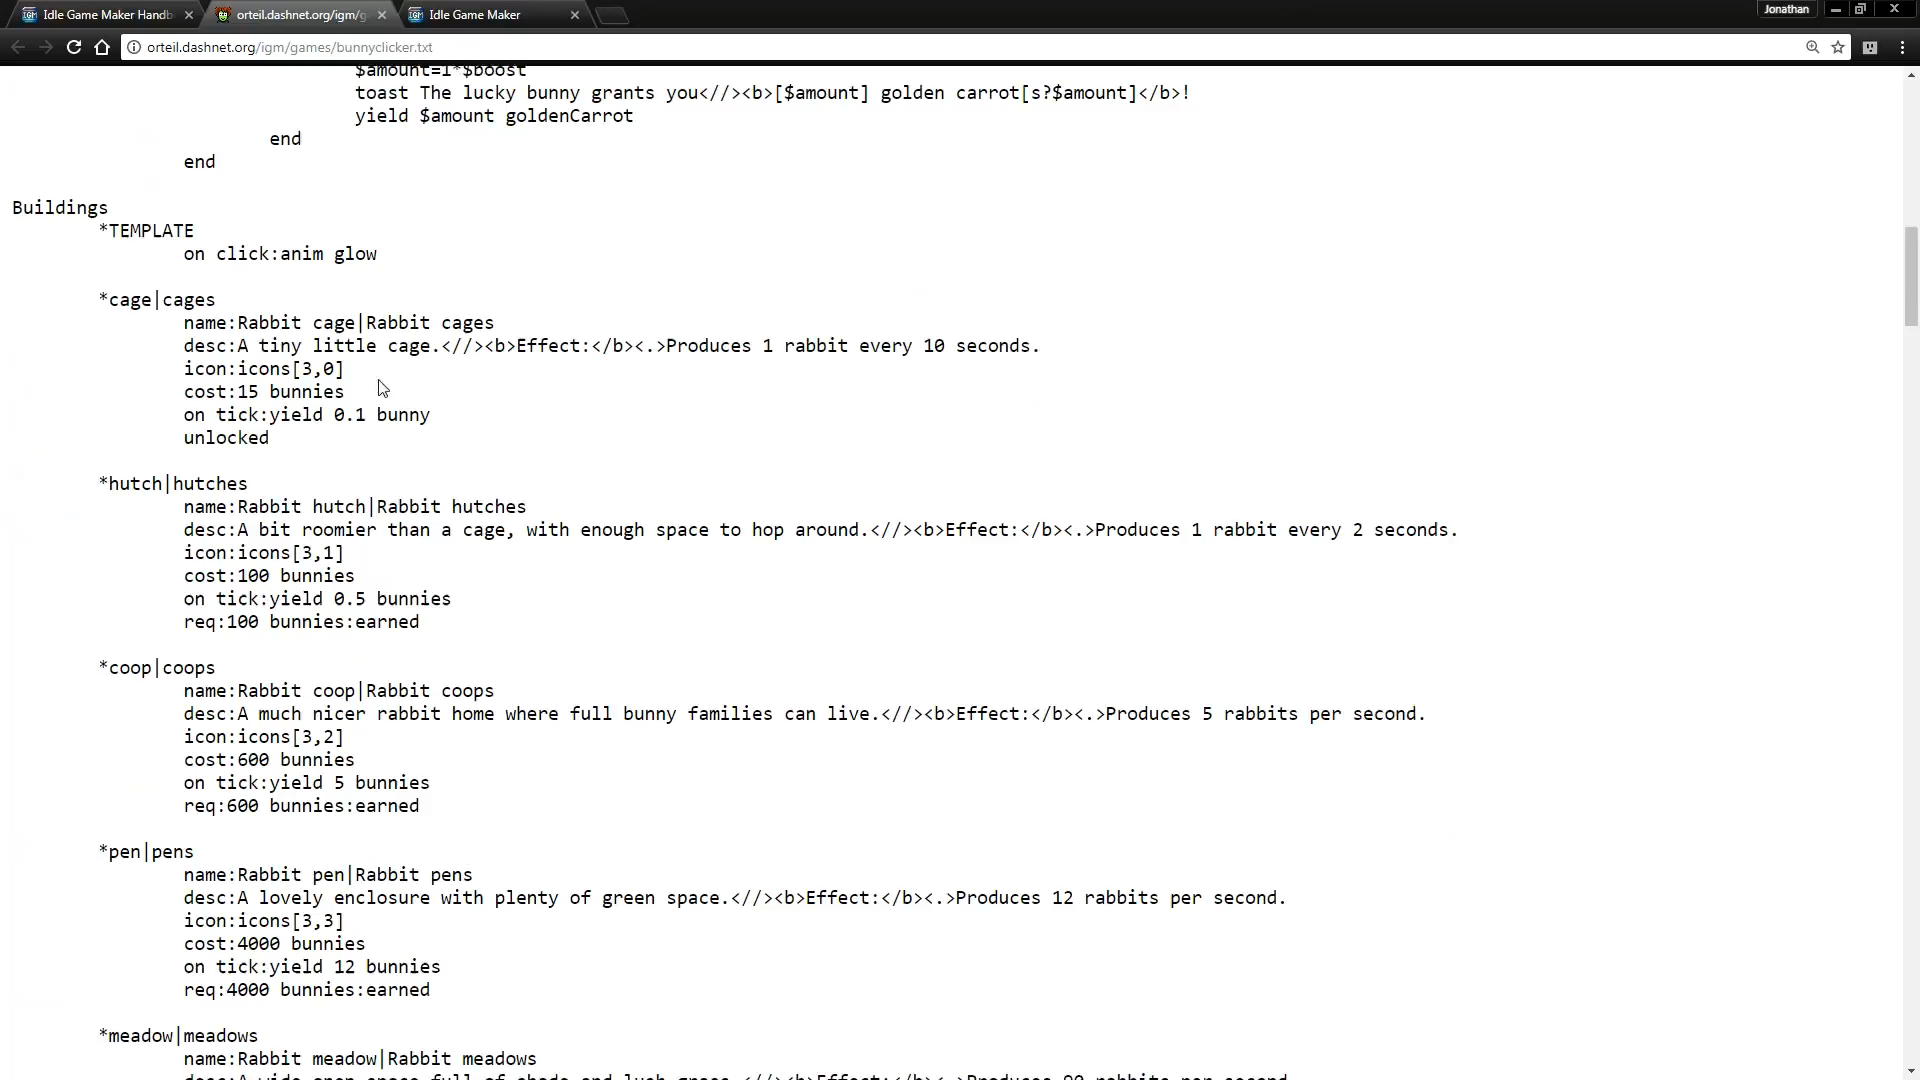 Idle Game Maker Handb
orteil.dashnet.org/igm/g
Idle Game Maker
Jonathan
orteil.dashnet.org/igm/games/bunnyclicker.txt
$amount=1*$boost
toast The lucky bunny grants you<//><b>[$amount] golden carrot[s?$amount]</b>!
yield $amount goldenCarrot
end
end
Buildings
*TEMPLATE
on click:anim glow
*cage|cages
name:Rabbit cage|Rabbit cages
desc:A tiny little cage.<//><b>Effect:</b><.>Produces 1 rabbit every 10 seconds.
icon:icons[3,0]
cost:15 bunnies
on tick:yield 0.1 bunny
unlocked
*hutch|hutches
name:Rabbit hutch|Rabbit hutches
desc:A bit roomier than a cage, with enough space to hop around.<//><b>Effect:</b><.>Produces 1 rabbit every 2 seconds.
icon:icons[3,1]
cost:100 bunnies
on tick:yield 0.5 bunnies
req:100 bunnies:earned
*coop|coops
name:Rabbit coop|Rabbit coops
desc:A much nicer rabbit home where full bunny families can live.<//><b>Effect:</b><.>Produces 5 rabbits per second.
icon:icons[3,2]
cost:600 bunnies
on tick:yield 5 bunnies
req:600 bunnies:earned
*pen|pens
name:Rabbit pen|Rabbit pens
desc:A lovely enclosure with plenty of green space.<//><b>Effect:</b><.>Produces 12 rabbits per second.
icon:icons[3,3]
cost:4000 bunnies
on tick:yield 12 bunnies
req:4000 bunnies:earned
*meadow|meadows
name:Rabbit meadow|Rabbit meadows